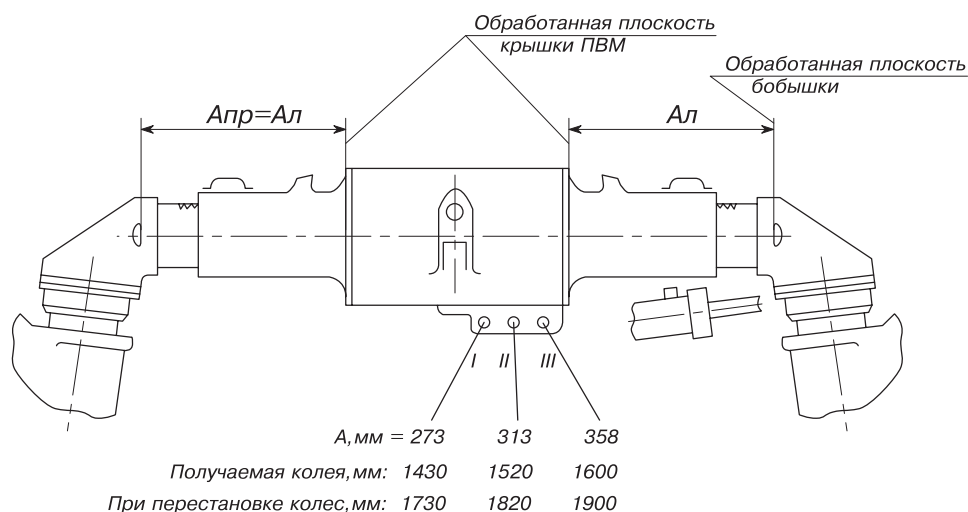 Обработанная плоскость
крышки ПВМ
Обработанная плоскость
бобышки
Апр=Ал
Ал
I II III
А,мм = 273 313 358
Получаемая колея,мм: 1430 1520 1600
При перестановке колес,мм: 1730 1820 1900